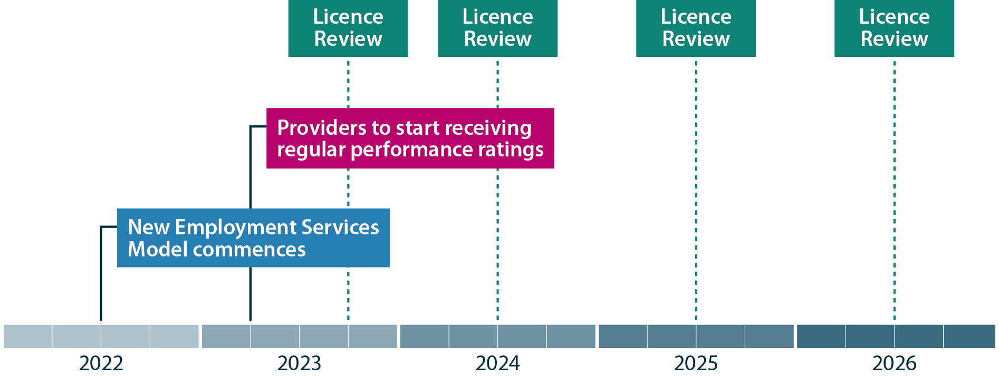 Licence
Review
Licence
Review
Licence
Review
Licence
Review
Providers to start receiving
regular performance ratings
New Employment Services
Model commences
2022
2023
2024
2025
2026